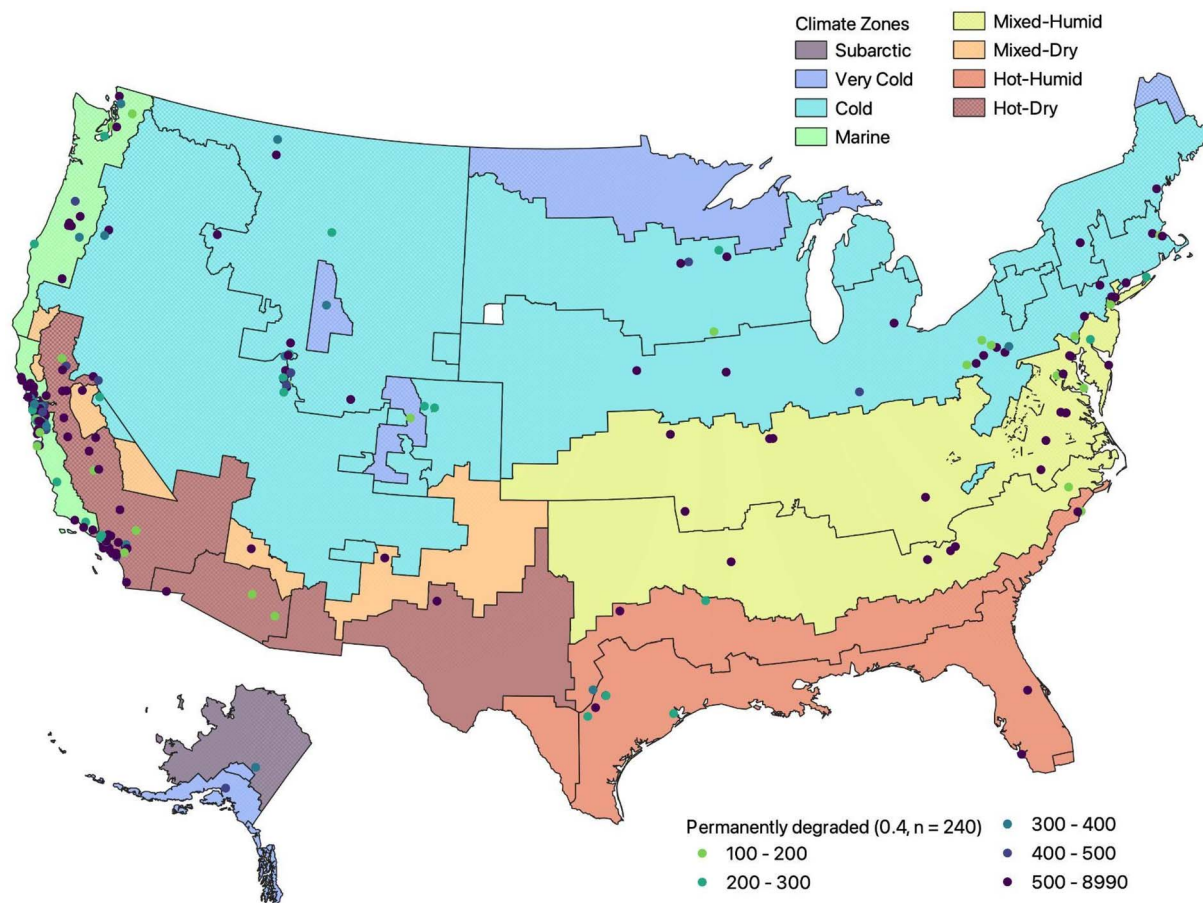 Climate Zones
Subarctic
Very Cold
Cold
Marine
Mixed-Humid
Mixed-Dry
Hot-Humid
Hot-Dry
Permanently degraded (0.4, n = 240)
100 - 200
200 - 300
300 - 400
400 - 500
500 - 8990